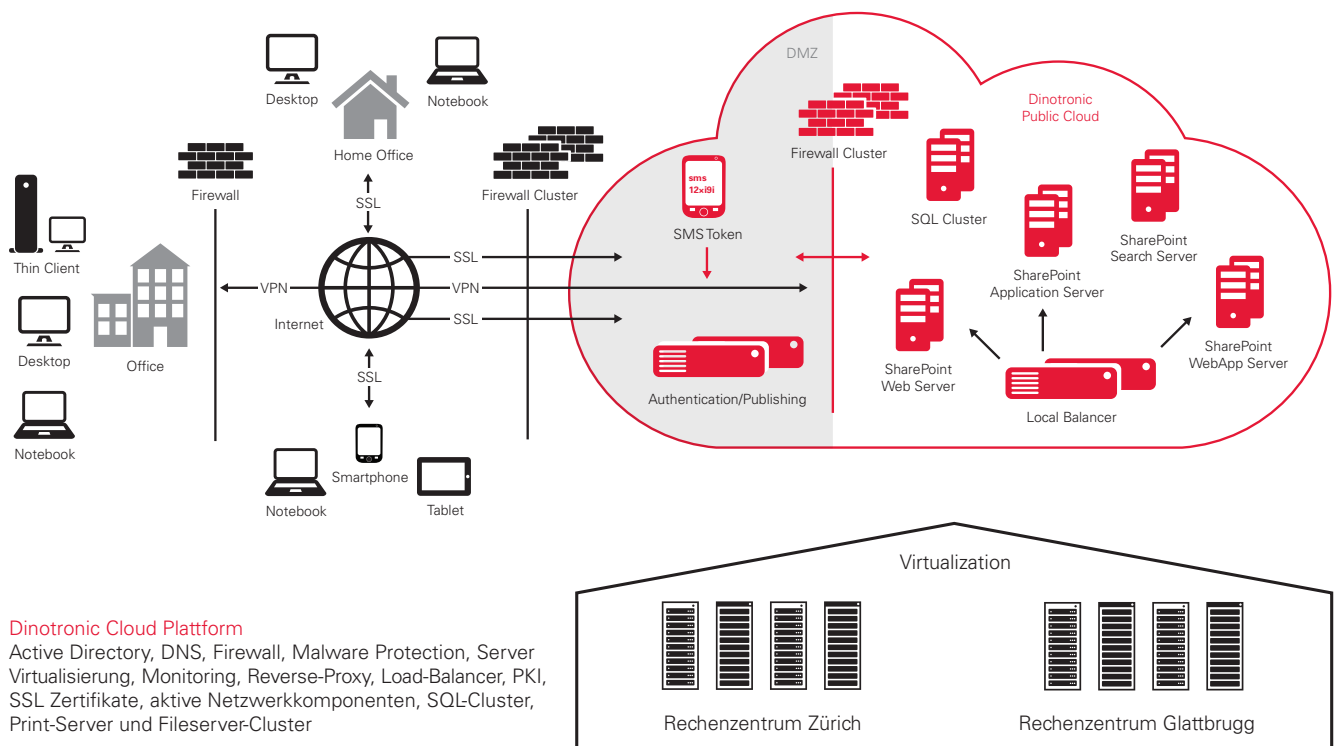 DMZ
Dinotronic
Public Cloud
Desktop
Notebook
Home Office
Firewall
Firewall Cluster
Firewall Cluster
sms
12xi9i
SMS Token
SQL Cluster
SharePoint
Search Server
SharePoint
Application Server
SharePoint
WebApp Server
SharePoint
Web Server
Local Balancer
Authentication/Publishing
SSL
SSL
VPN
VPN
SSL
SSL
Internet
Thin Client
Desktop
Office
Notebook
Smartphone
Notebook
Tablet
Virtualization
Rechenzentrum Zürich
Rechenzentrum Glattbrugg
Dinotronic Cloud Plattform
Active Directory, DNS, Firewall, Malware Protection, Server
Virtualisierung, Monitoring, Reverse-Proxy, Load-Balancer, PKI,
SSL Zertifikate, aktive Netzwerkkomponenten, SQL-Cluster,
Print-Server und Fileserver-Cluster